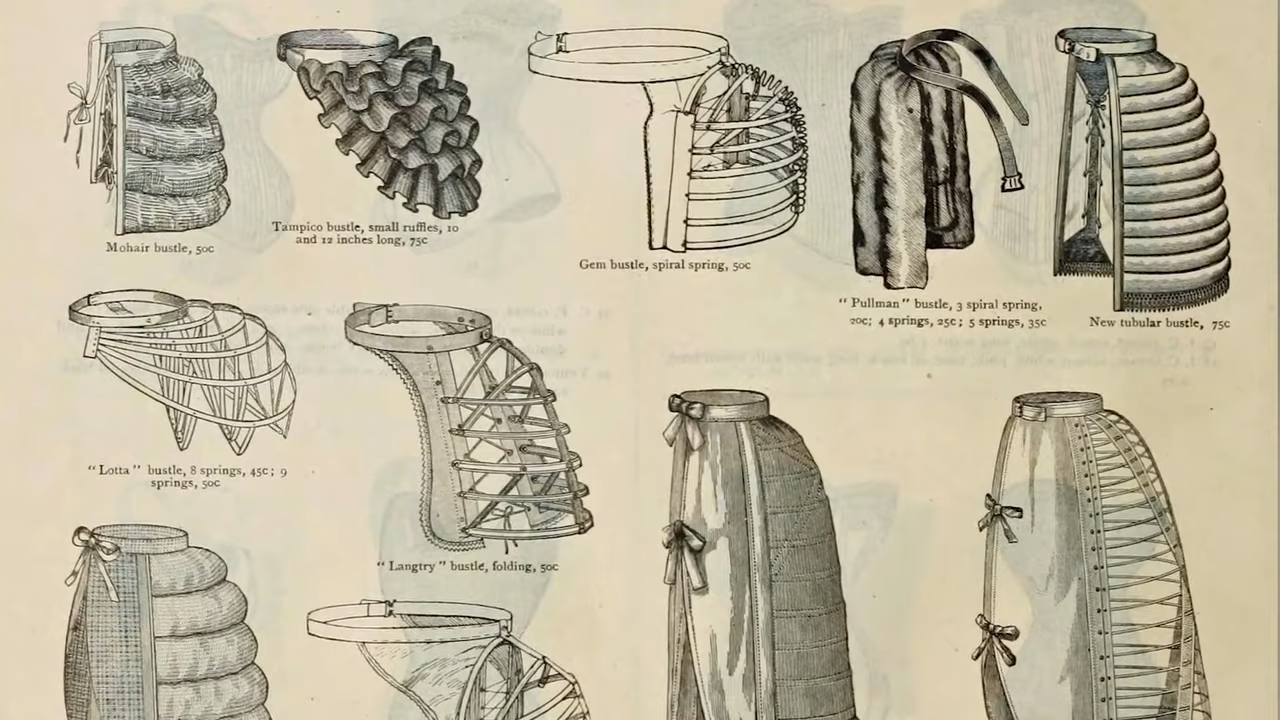 Mohair bustle, 50c
Tampico bustle, small ruffles, 10
and 12 inches long, 75c
Gem bustle, spiral spring, 50c
"Pullman" bustle, 3 spiral spring,
20c; 4 springs, 25c; 5 springs, 35c
New tubular bustle, 75c
"Lotta" bustle, 8 springs, 45c; 9
springs, 50c
"Langtry" bustle, folding, 50c